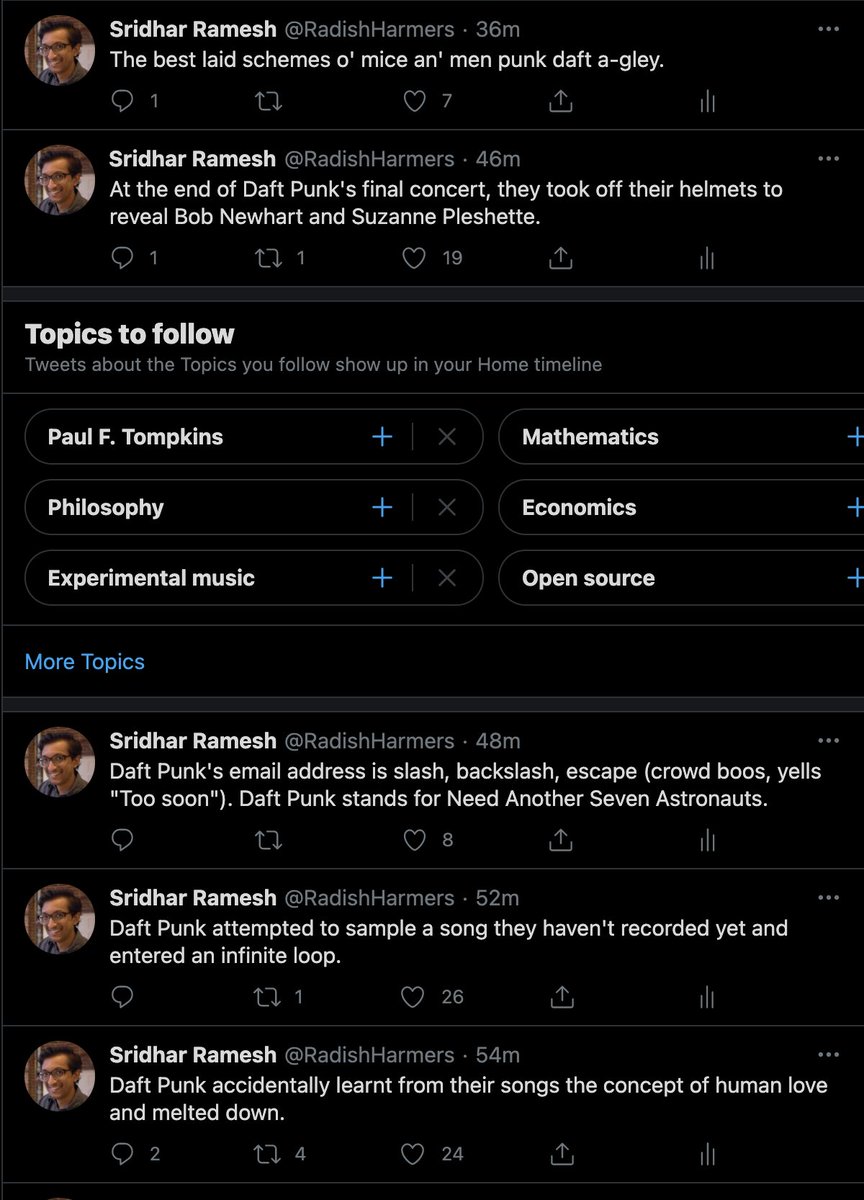 Sridhar Ramesh @RadishHarmers · 36m
The best laid schemes o' mice an' men punk daft a-gley.
1 7
Sridhar Ramesh @RadishHarmers · 46m
At the end of Daft Punk's final concert, they took off their helmets to
reveal Bob Newhart and Suzanne Pleshette.
1 1 19
Topics to follow
Tweets about the Topics you follow show up in your Home timeline
Paul F. Tompkins Mathematics
Philosophy Economics
Experimental music Open source
More Topics
Sridhar Ramesh @RadishHarmers · 48m
Daft Punk's email address is slash, backslash, escape (crowd boos, yells
"Too soon"). Daft Punk stands for Need Another Seven Astronauts.
8
Sridhar Ramesh @RadishHarmers · 52m
Daft Punk attempted to sample a song they haven't recorded yet and
entered an infinite loop.
1 26
Sridhar Ramesh @RadishHarmers · 54m
Daft Punk accidentally learnt from their songs the concept of human love
and melted down.
2 4 24